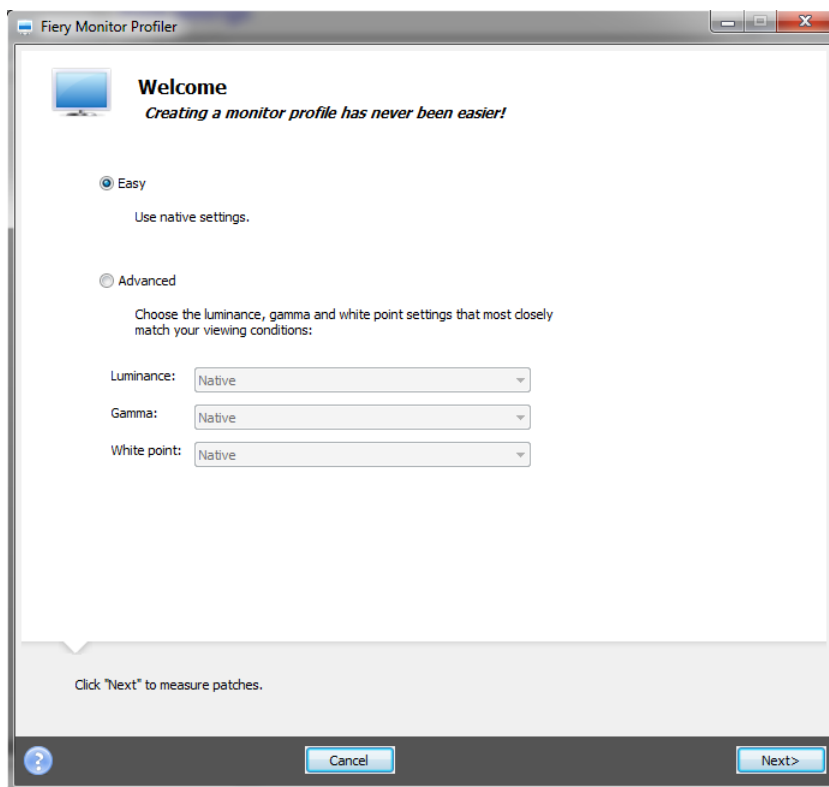 Fiery Monitor Profiler
Welcome
Creating a monitor profile has never been easier!
Easy
Use native settings.
Advanced
Choose the luminance, gamma and white point settings that most closely
match your viewing conditions:
Luminance: Native
Gamma: Native
White point: Native
Click "Next" to measure patches.
? Cancel Next>